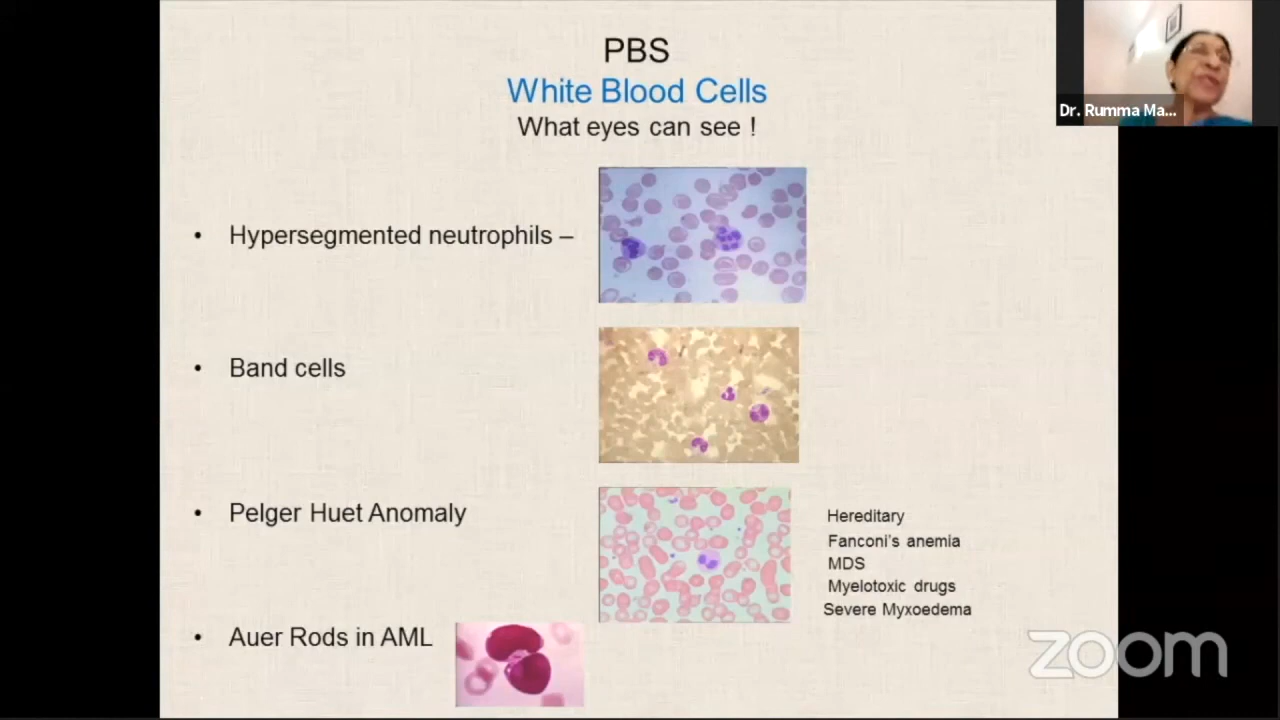 PBS
White Blood Cells
What eyes can see !
Dr. Rumma Ma...
• Hypersegmented neutrophils –
• Band cells
• Pelger Huet Anomaly
Hereditary
Fanconi's anemia
MDS
Myelotoxic drugs
Severe Myxoedema
• Auer Rods in AML
zoom